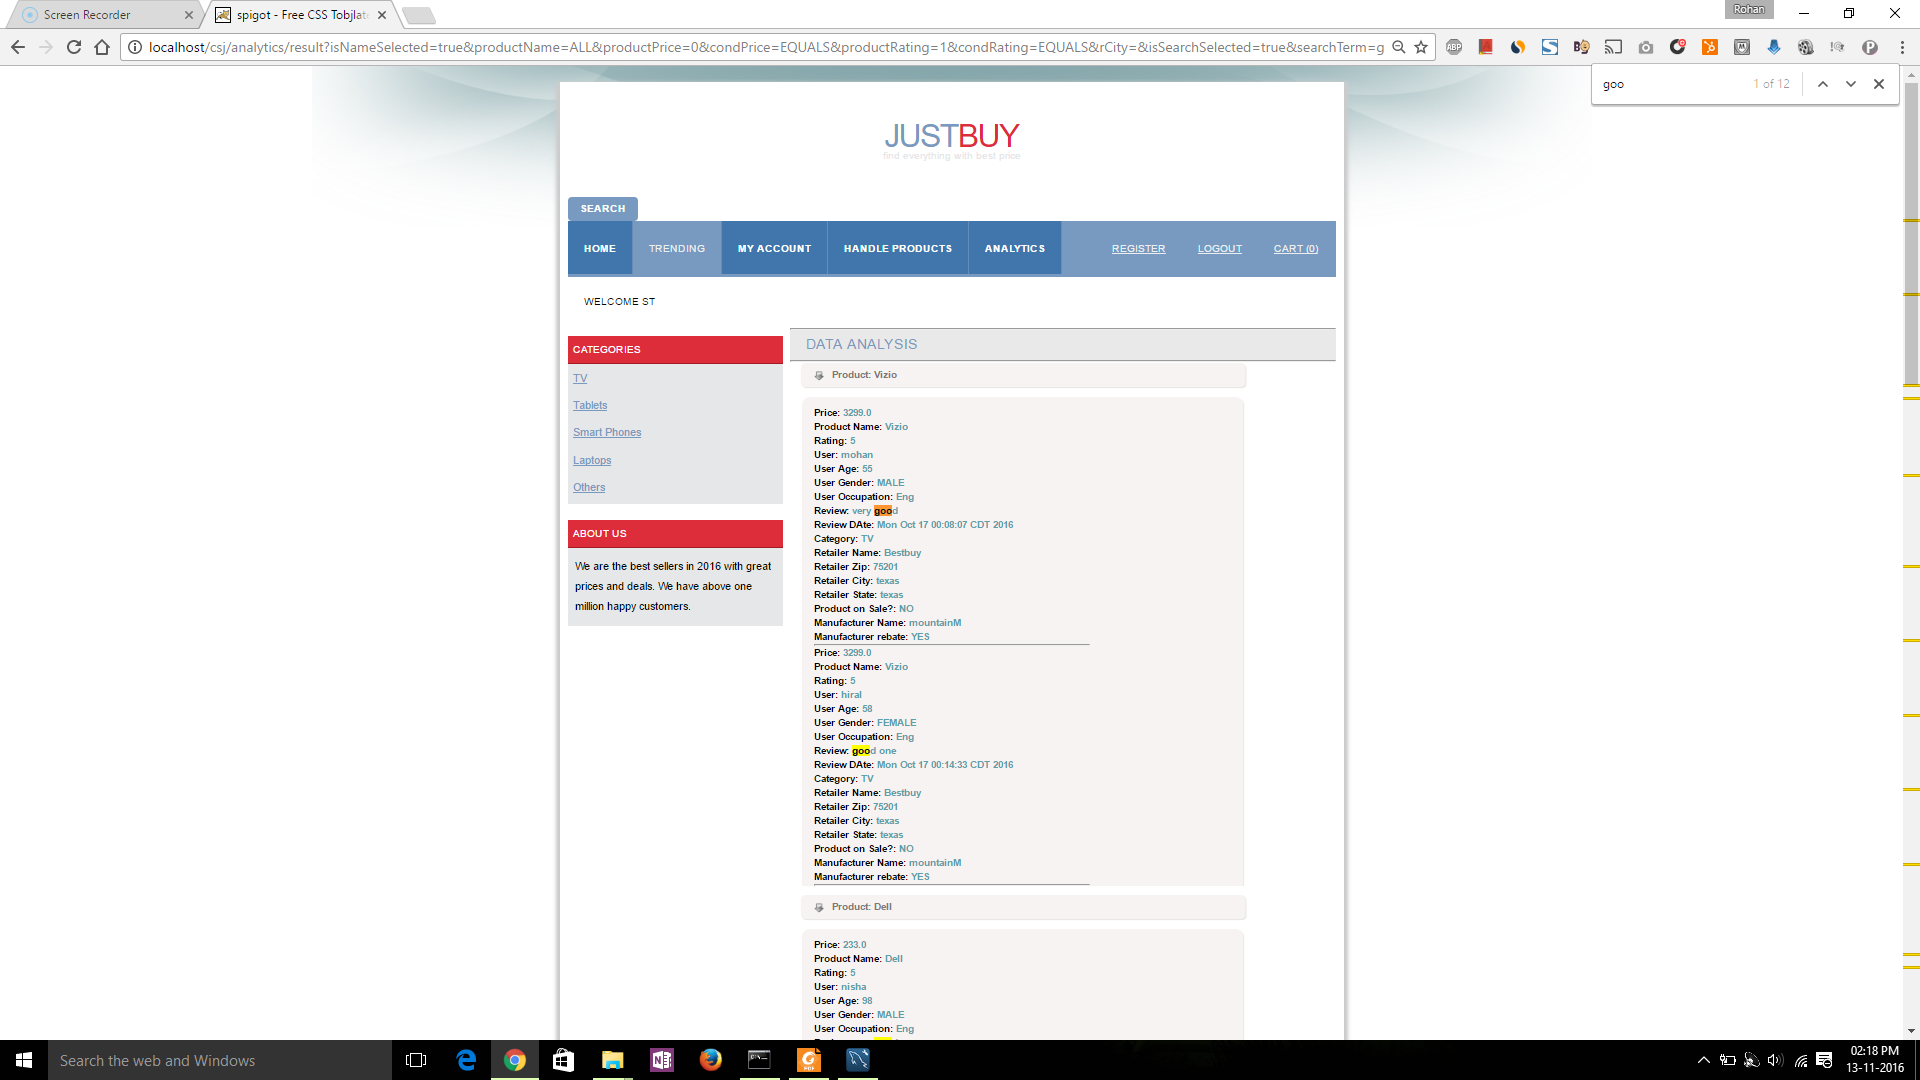 Screen Recorder
spigot - Free CSS Tobjlat
Rohan
localhost/csj/analytics/result?isNameSelected=true&productName=ALL&productPrice=0&condPrice=EQUALS&productRating=1&condRating=EQUALS&rCity=&isSearchSelected=true&searchTerm=g
goo
1 of 12
JUSTBUY
find everything with best price
SEARCH
HOME TRENDING MY ACCOUNT HANDLE PRODUCTS ANALYTICS REGISTER LOGOUT CART (0)
WELCOME ST
CATEGORIES
TV
Tablets
Smart Phones
Laptops
Others
ABOUT US
We are the best sellers in 2016 with great
prices and deals. We have above one
million happy customers.
DATA ANALYSIS
Product: Vizio
Price: 3299.0
Product Name: Vizio
Rating: 5
User: mohan
User Age: 55
User Gender: MALE
User Occupation: Eng
Review: very good
Review DAte: Mon Oct 17 00:08:07 CDT 2016
Category: TV
Retailer Name: Bestbuy
Retailer Zip: 75201
Retailer City: texas
Retailer State: texas
Product on Sale?: NO
Manufacturer Name: mountainM
Manufacturer rebate: YES
Price: 3299.0
Product Name: Vizio
Rating: 5
User: hiral
User Age: 58
User Gender: FEMALE
User Occupation: Eng
Review: good one
Review DAte: Mon Oct 17 00:14:33 CDT 2016
Category: TV
Retailer Name: Bestbuy
Retailer Zip: 75201
Retailer City: texas
Retailer State: texas
Product on Sale?: NO
Manufacturer Name: mountainM
Manufacturer rebate: YES
Product: Dell
Price: 233.0
Product Name: Dell
Rating: 5
User: nisha
User Age: 98
User Gender: MALE
User Occupation: Eng
Search the web and Windows
02:18 PM
13-11-2016